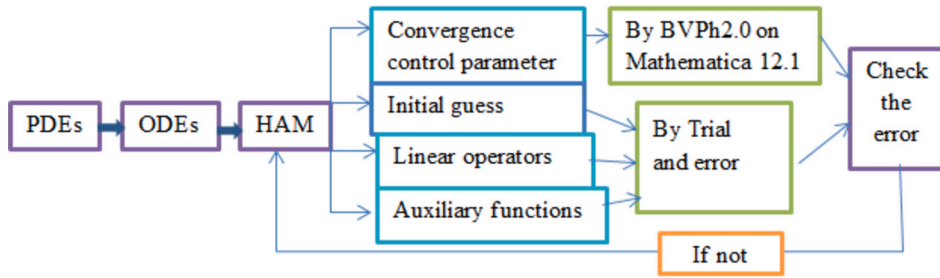 PDEs
ODEs
HAM
Convergence
control parameter
Initial guess
Linear operators
Auxiliary functions
By BVPh2.0 on
Mathematica 12.1
By Trial
and error
Check
the
error
If not